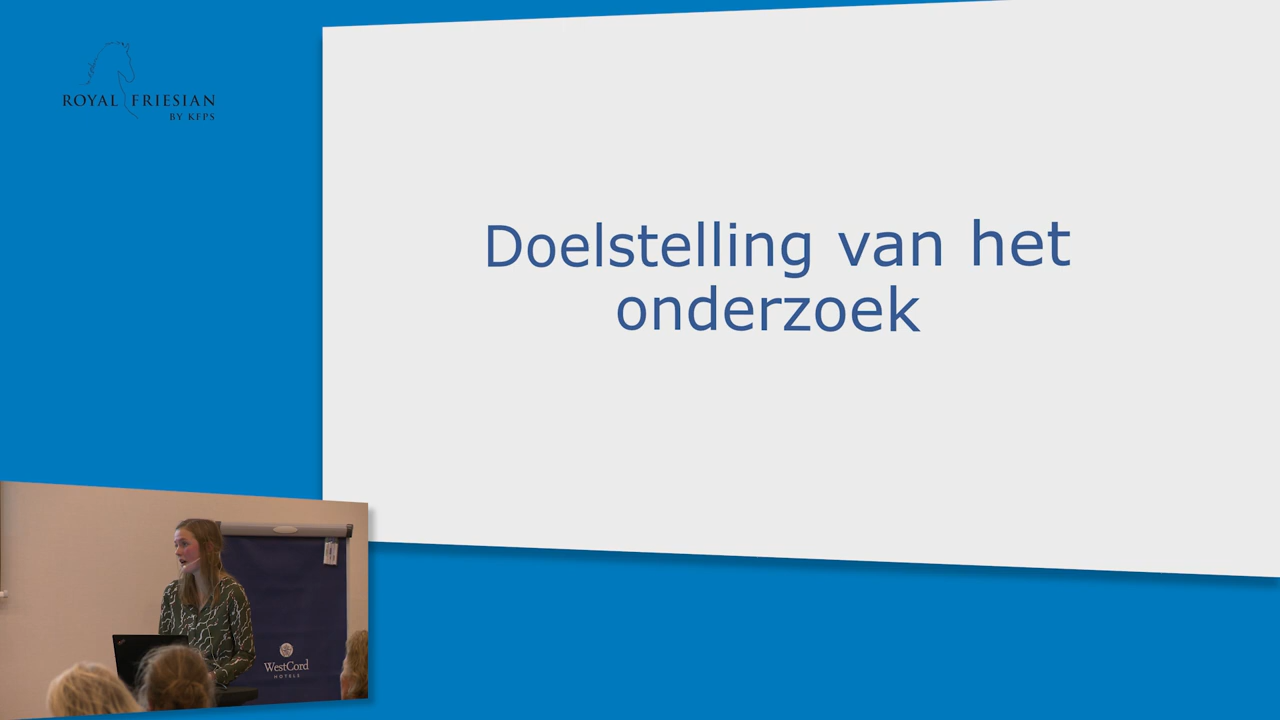 ROYAL FRIESIAN
BY KFPS
Doelstelling van het
onderzoek
WestCord
HOTELS